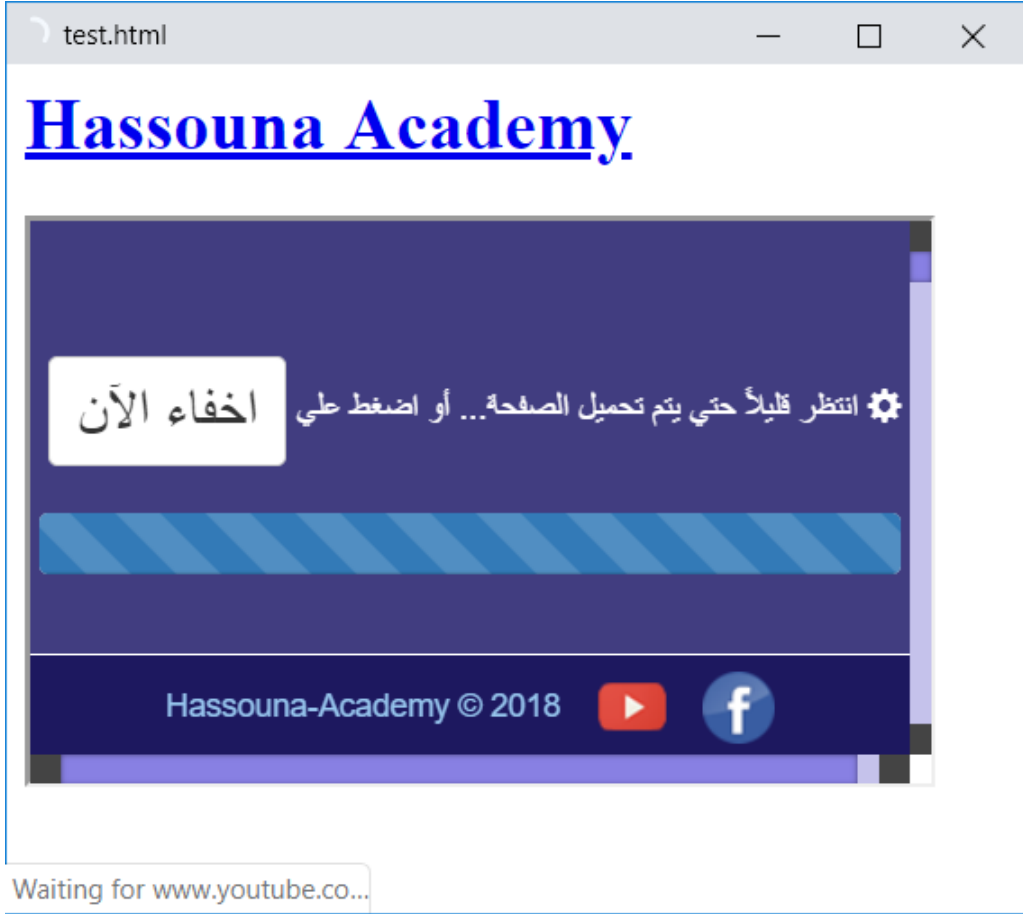 test.html
Hassouna Academy
انتظر قليلاً حتي يتم تحميل الصفحة... أو اضغط علي اخفاء الآن
Hassouna-Academy © 2018
Waiting for www.youtube.co...